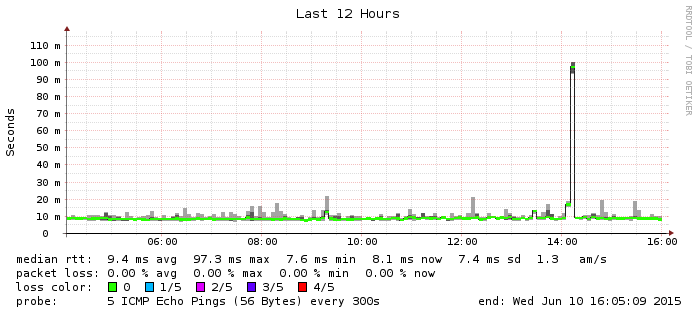 Last 12 Hours
RRDTOOL / TOBI OETIKER
Seconds
110 m
100 m
90 m
80 m
70 m
60 m
50 m
40 m
30 m
20 m
10 m
0
06:00 08:00 10:00 12:00 14:00 16:00
median rtt: 9.4 ms avg 97.3 ms max 7.6 ms min 8.1 ms now 7.4 ms sd 1.3 am/s
packet loss: 0.00 % avg 0.00 % max 0.00 % min 0.00 % now
loss color: 0 1/5 2/5 3/5 4/5
probe: 5 ICMP Echo Pings (56 Bytes) every 300s end: Wed Jun 10 16:05:09 2015